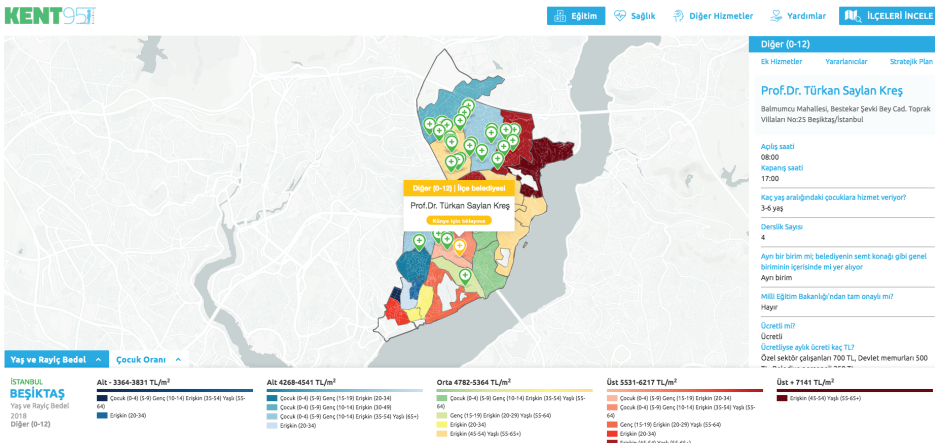 KENT95
Eğitim
Sağlık
Diğer Hizmetler
Yardımlar
İLÇELERİ İNCELE
Diğer (0-12)
Ek Hizmetler
Yararlanıcılar
Stratejik Plan
Prof.Dr. Türkan Saylan Kreş
Balmumcu Mahallesi, Bestekar Şevki Bey Cad. Toprak
Villaları No:25 Beşiktaş/İstanbul
Açılış saati
08:00
Kapanış saati
17:00
Kaç yaş aralığındaki çocuklara hizmet veriyor?
3-6 yaş
Derslik Sayısı
4
Ayrı bir birim mi; belediyenin semt konağı gibi genel
biriminin içerisinde mi yer alıyor
Ayrı birim
Milli Eğitim Bakanlığı'ndan tam onaylı mı?
Hayır
Ücretli mi?
Ücretli
Ücretliyse aylık ücreti kaç TL?
Özel sektör çalışanları 700 TL, Devlet memurları 500
Diğer (0-12) | İlçe belediyesi
Prof.Dr. Türkan Saylan Kreş
Künye için tıklayınız
Yaş ve Rayiç Bedel
Çocuk Oranı
İSTANBUL
BEŞİKTAŞ
Yaş ve Rayiç Bedel
2018
Diğer (0-12)
Alt - 3364-3831 TL/m²
Çocuk (0-4) (5-9) Genç (10-14) Erişkin (35-54) Yaşlı (55-
64)
Erişkin (20-34)
Alt 4268-4541 TL/m²
Çocuk (0-4) (5-9) Genç (15-19) Erişkin (20-34)
Çocuk (0-4) (5-9) Genç (10-14) Erişkin (30-49)
Çocuk (0-4) (5-9) Genç (10-14) Erişkin (35-54) Yaşlı (65+)
Erişkin (20-34)
Orta 4782-5364 TL/m²
Çocuk (0-4) (5-9) Genç (10-14) Erişkin (35-54) Yaşlı (55-
64)
Genç (15-19) Erişkin (20-29) Yaşlı (55-64)
Erişkin (20-34)
Erişkin (45-54) Yaşlı (55-65+)
Üst 5531-6217 TL/m²
Çocuk (0-4) (5-9) Genç (15-19) Erişkin (20-34)
Çocuk (0-4) (5-9) Genç (10-14) Erişkin (35-54) Yaşlı (55-
64)
Genç (15-19) Erişkin (20-29) Yaşlı (55-64)
Erişkin (20-34)
Üst + 7141 TL/m²
Erişkin (45-54) Yaşlı (55-65+)